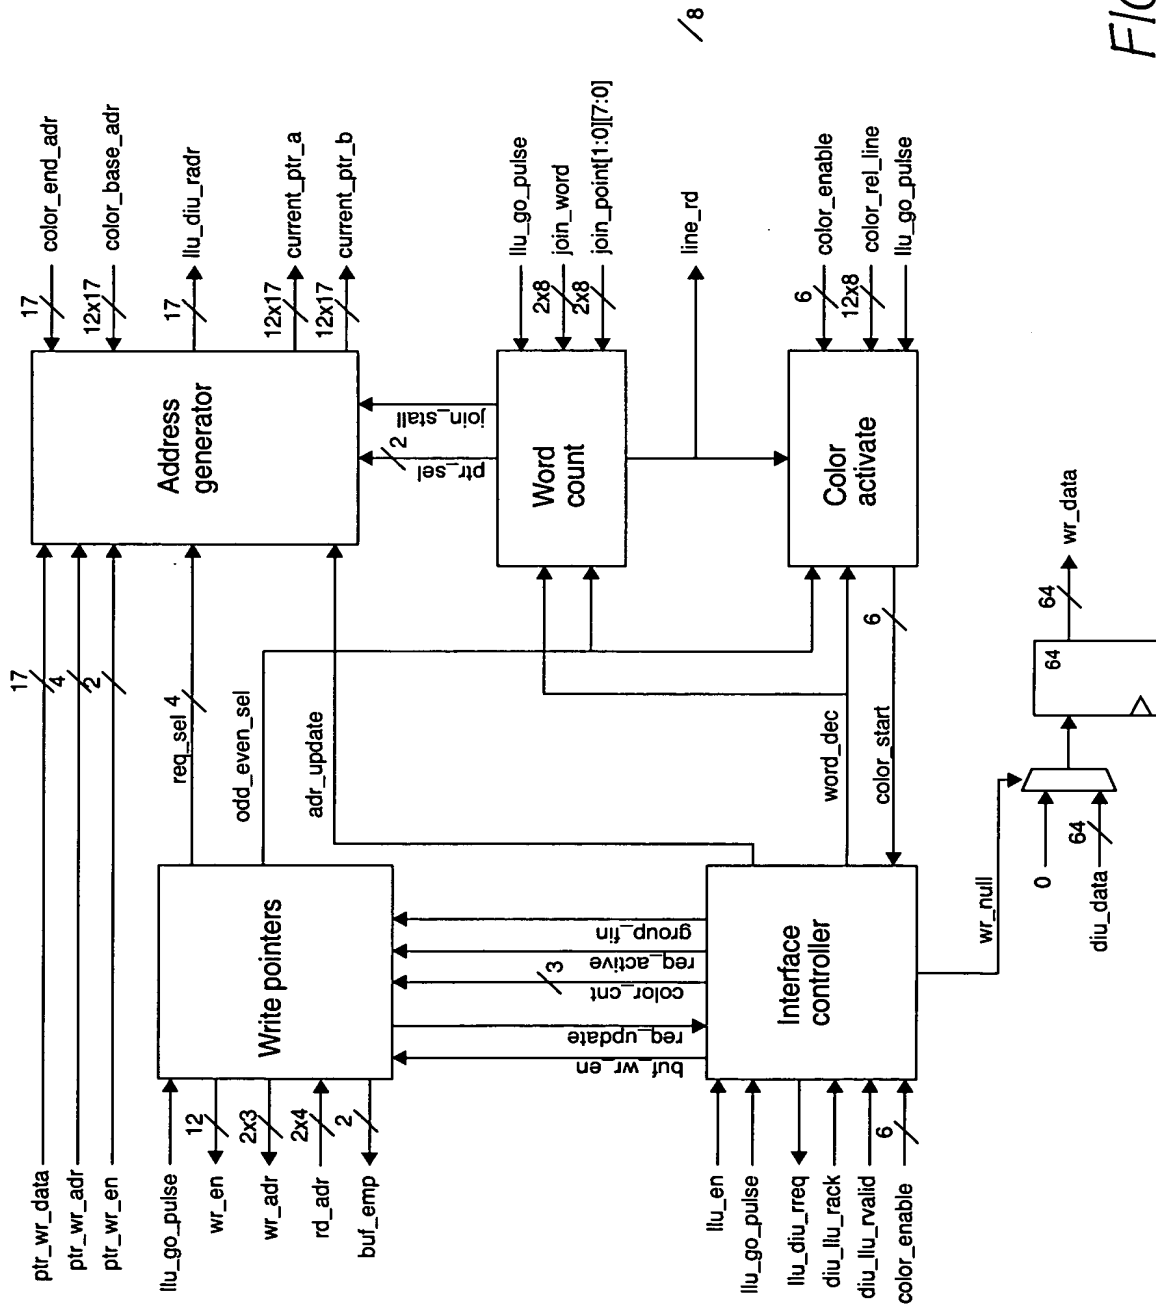 FIG
8
color_end_adr
17
color_base_adr
12x17
llu_diu_radr
17
current_ptr_a
12x17
current_ptr_b
12x17
Address
generator
ptr_wr_data
17
ptr_wr_adr
4
ptr_wr_en
2
req_sel
4
odd_even_sel
adr_update
join_stall
ptr_sel
2
llu_go_pulse
join_word
2x8
join_point[1:0][7:0]
2x8
Word
count
line_rd
color_enable
6
color_rel_line
12x8
llu_go_pulse
Color
activate
word_dec
color_start
6
Write pointers
llu_go_pulse
wr_en
12
wr_adr
2x3
rd_adr
2x4
buf_emp
2
group_fin
req_active
color_cnt
3
req_update
buf_wr_en
Interface
controller
llu_en
llu_go_pulse
llu_diu_rreq
diu_llu_rack
diu_llu_rvalid
color_enable
6
wr_null
0
diu_data
64
64
wr_data
64